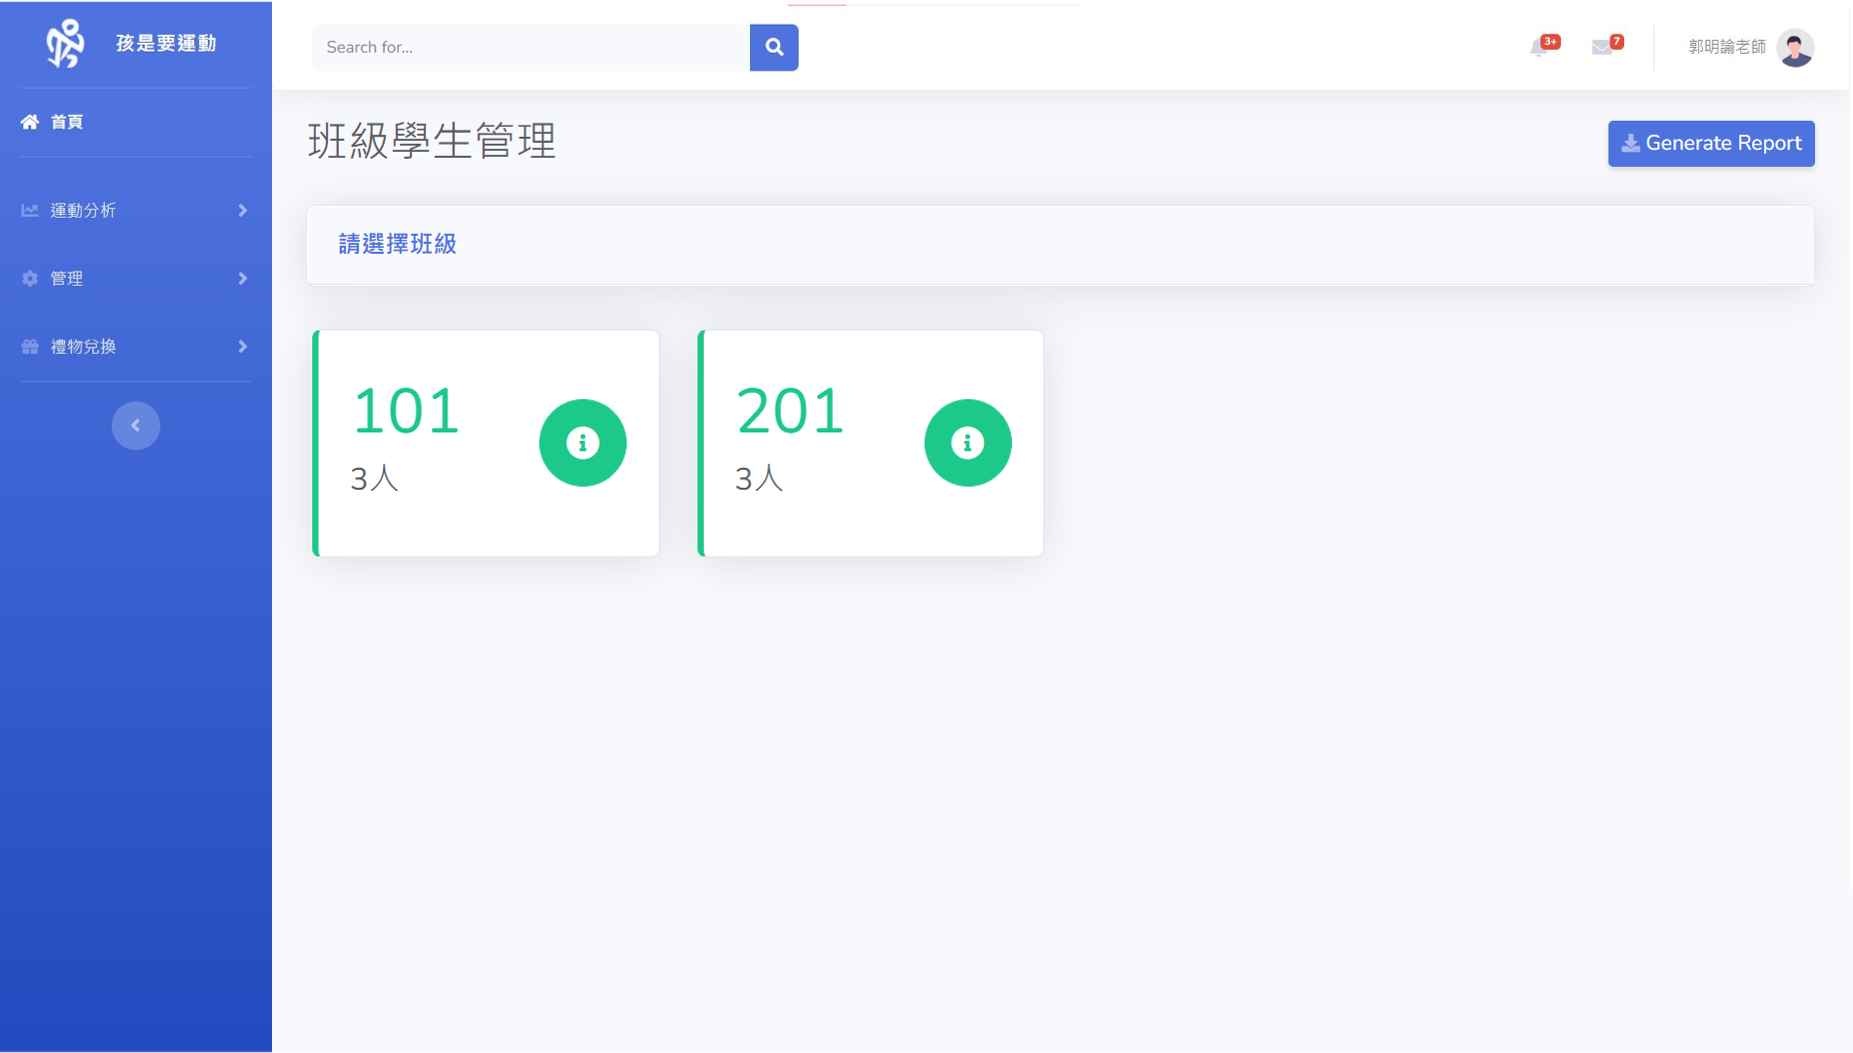 孩是要運動
首頁
運動分析
管理
禮物兌換
Search for...
3+
7
郭明諭老師
班級學生管理
Generate Report
請選擇班級
101
3人
201
3人